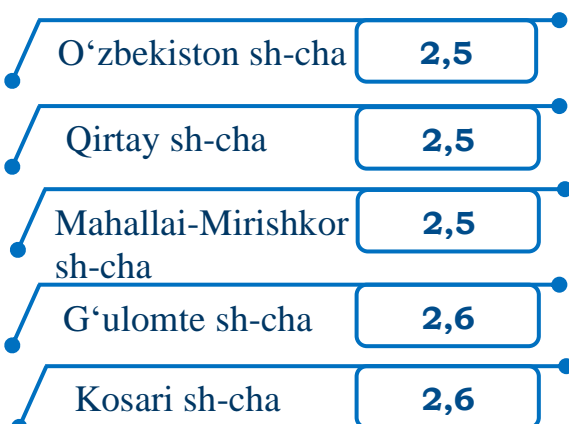 O‘zbekiston sh-cha 2,5
Qirtay sh-cha 2,5
Mahallai-Mirishkor 2,5
sh-cha
G‘ulomte sh-cha 2,6
Kosari sh-cha 2,6